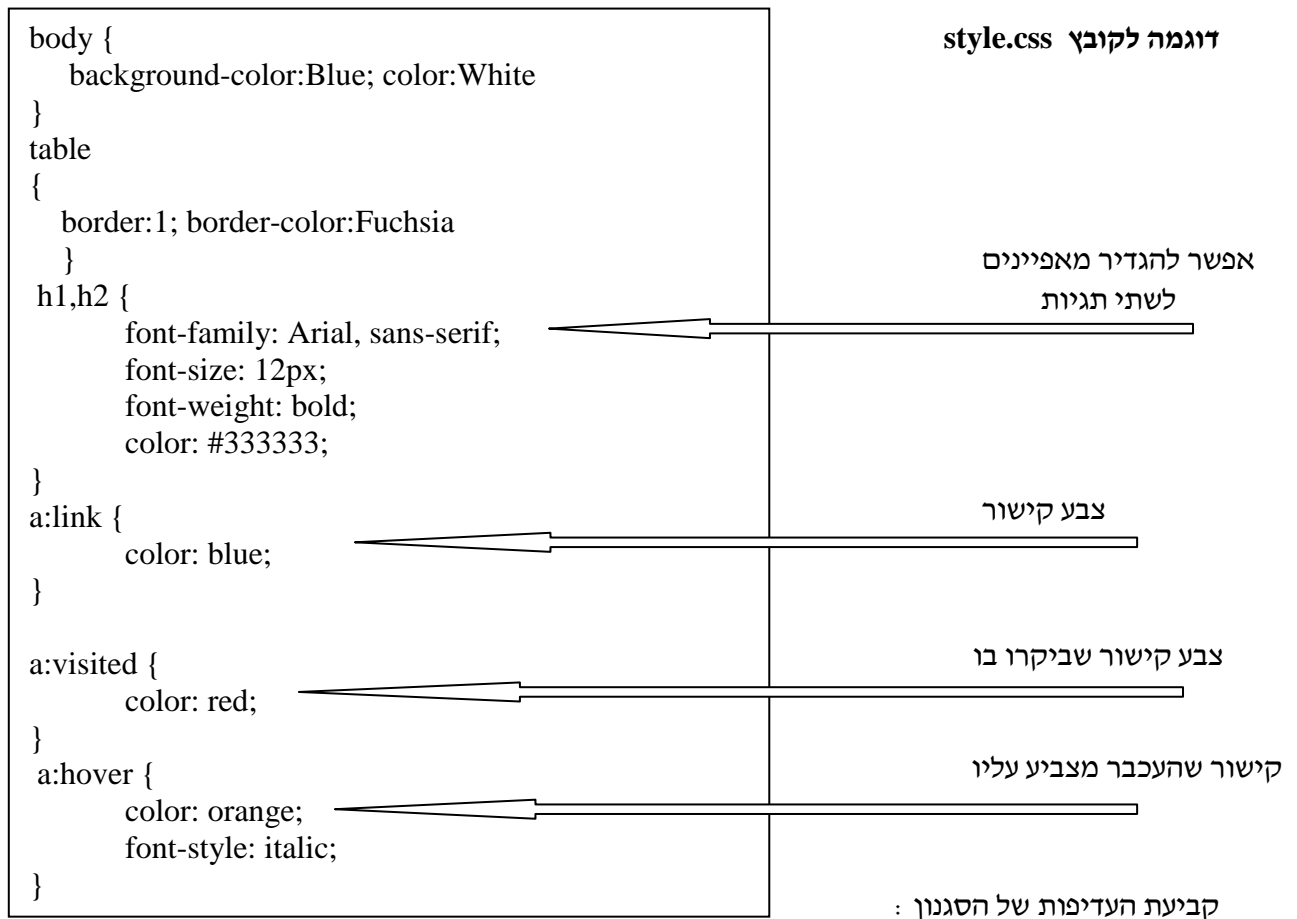 דוגמה לקובץ style.css
body {
background-color:Blue; color:White
}
table
{
border:1; border-color:Fuchsia
}
אפשר להגדיר מאפיינים
h1,h2 {
לשתי תגיות
font-family: Arial, sans-serif;
font-size: 12px;
font-weight: bold;
color: #333333;
}
a:link {
צבע קישור
color: blue;
}
a:visited {
צבע קישור שביקרו בו
color: red;
}
a:hover {
קישור שהעכבר מצביע עליו
color: orange;
font-style: italic;
}
קביעת העדיפות של הסגנון :